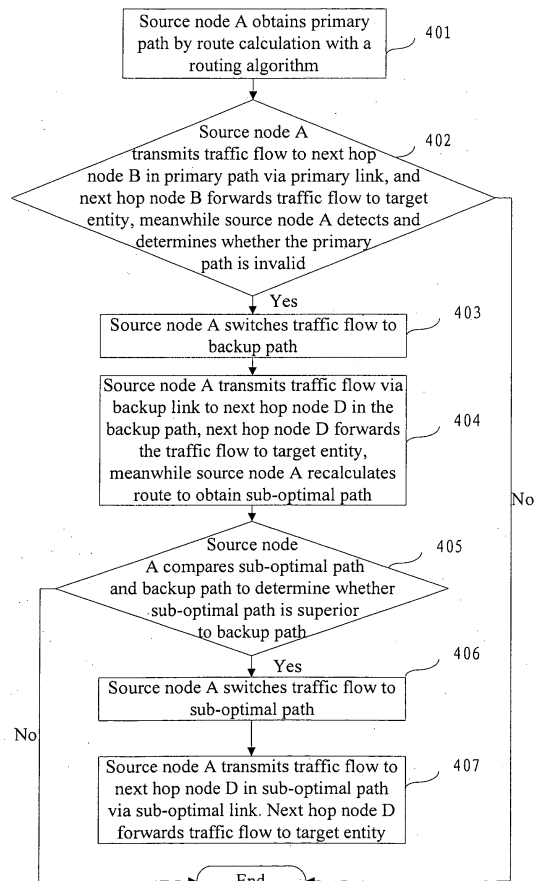 Source node A obtains primary
path by route calculation with a
routing algorithm
401
Source node A
transmits traffic flow to next hop
node B in primary path via primary link, and
next hop node B forwards traffic flow to target
entity, meanwhile source node A detects and
determines whether the primary
path is invalid
402
Yes
Source node A switches traffic flow to
backup path
403
Source node A transmits traffic flow via
backup link to next hop node D in the
backup path, next hop node D forwards
the traffic flow to target entity,
meanwhile source node A recalculates
route to obtain sub-optimal path
404
No
Source node
A compares sub-optimal path
and backup path to determine whether
sub-optimal path is superior
to backup path
405
Yes
Source node A switches traffic flow to
sub-optimal path
406
No
Source node A transmits traffic flow to
next hop node D in sub-optimal path
via sub-optimal link. Next hop node D
forwards traffic flow to target entity
407
End